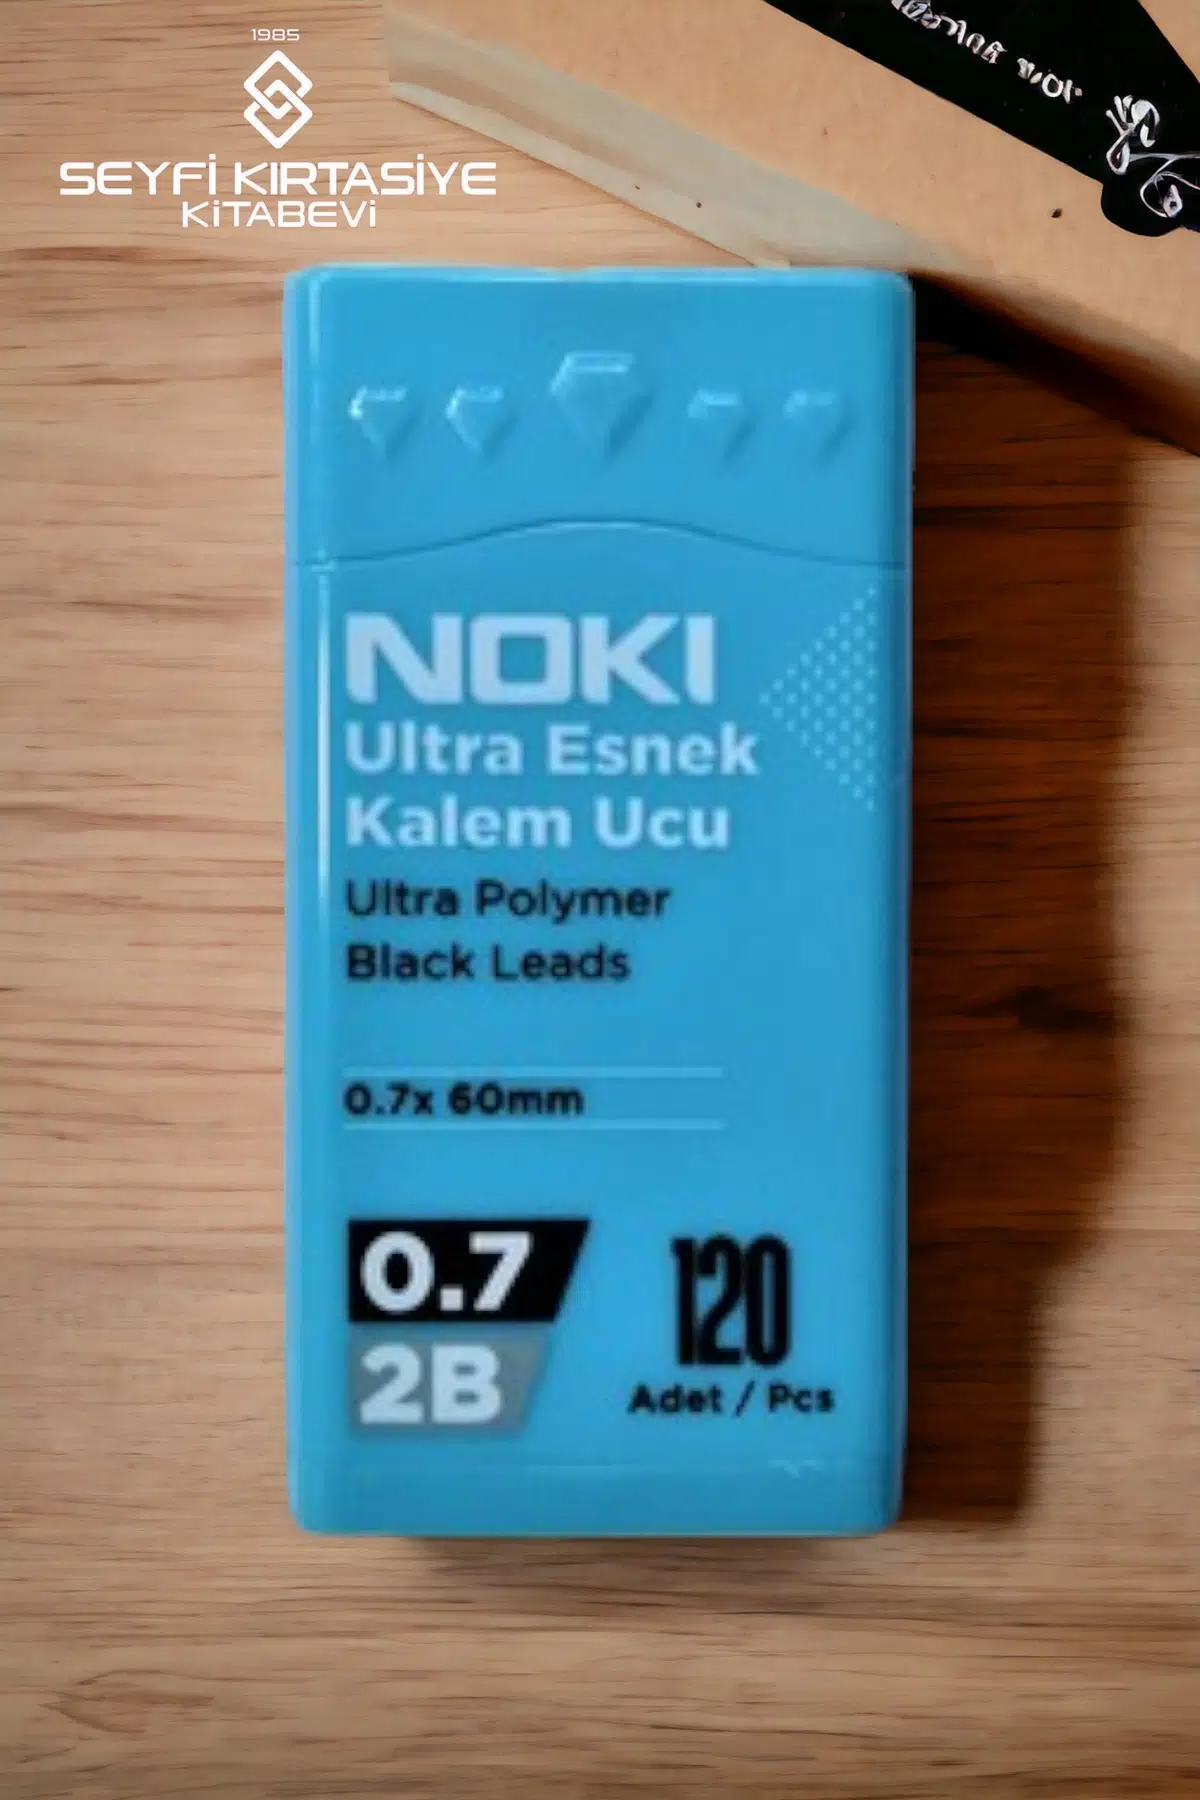 1985
SEYFİ KIRTASİYE
KİTABEVİ
NOKI
Ultra Esnek
Kalem Ucu
Ultra Polymer
Black Leads
0.7x 60mm
0.7
2B
120
Adet / Pcs